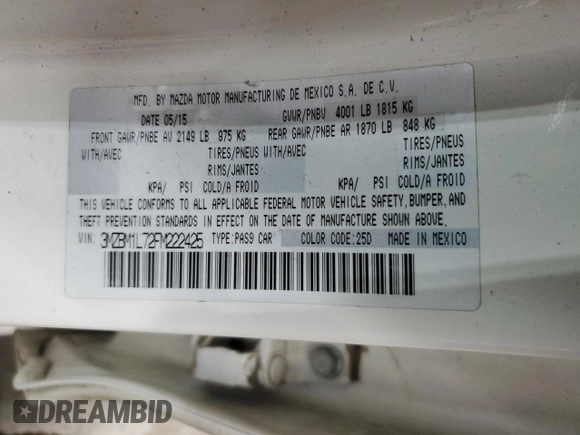 MFD. BY MAZDA MOTOR MANUFACTURING DE MEXICO S.A. DE C.V.
DATE 05/15 GVWR/PNBV 4001 LB 1815 KG
FRONT GAWR/PNBE AV 2149 LB 975 KG REAR GAWR/PNBE AR 1870 LB 848 KG
WITH/AVEC TIRES/PNEUS WITH/AVEC TIRES/PNEUS
RIMS/JANTES RIMS/JANTES
KPA/ PSI COLD/A FROID KPA/ PSI COLD/A FROID
THIS VEHICLE CONFORMS TO ALL APPLICABLE FEDERAL MOTOR VEHICLE SAFETY, BUMPER, AND
THEFT PREVENTION STANDARDS IN EFFECT ON THE DATE OF MANUFACTURE SHOWN ABOVE.
VIN: 3MZBM1L72FM222425 TYPE:PAS9 CAR COLOR CODE:25D MADE IN MEXICO
DREAMBID